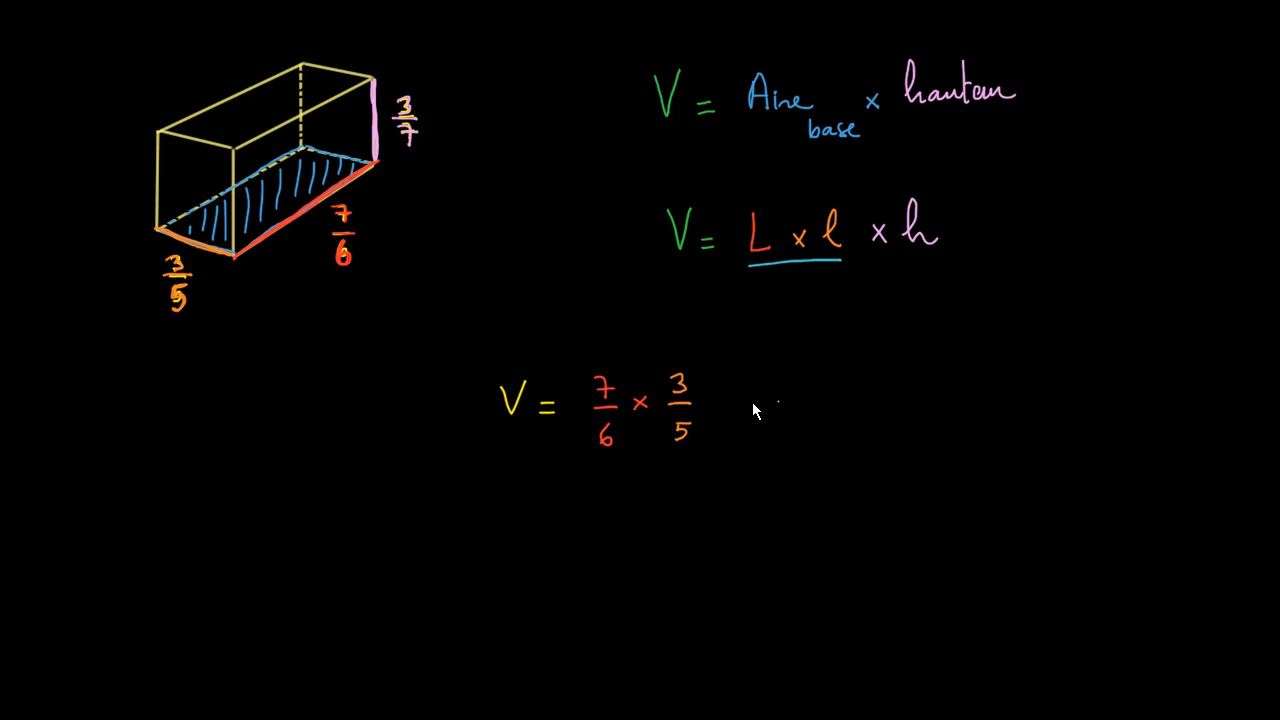 3/7
7/6
3/5
V = Aire base × hauteur
V = L × l × h
V = 7/6 × 3/5